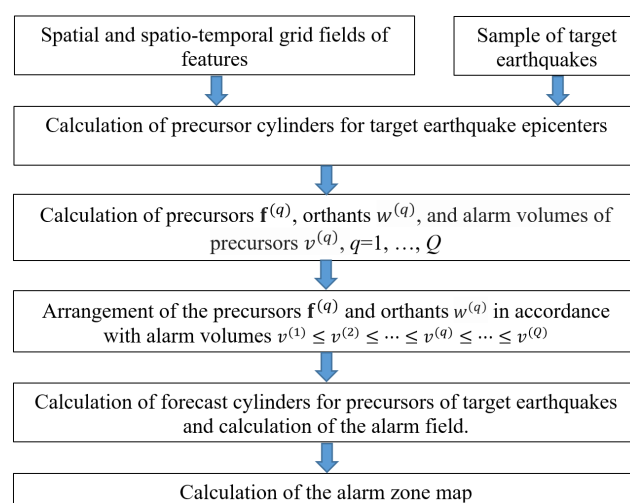 Spatial and spatio-temporal grid fields of
features
Sample of target
earthquakes
Calculation of precursor cylinders for target earthquake epicenters
Calculation of precursors f^(q), orthants w^(q), and alarm volumes of
precursors v^(q), q=1, …, Q
Arrangement of the precursors f^(q) and orthants w^(q) in accordance
with alarm volumes v^(1) ≤ v^(2) ≤ ⋯ ≤ v^(q) ≤ ⋯ ≤ v^(Q)
Calculation of forecast cylinders for precursors of target earthquakes
and calculation of the alarm field.
Calculation of the alarm zone map